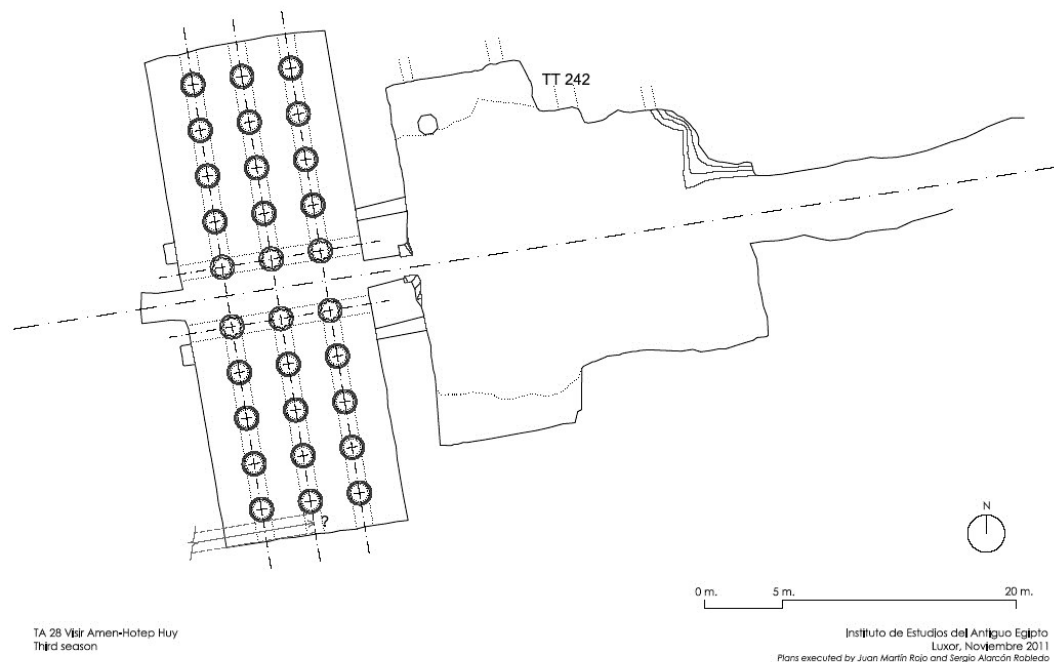 TT 242
?
N
0 m. 5 m. 20 m.
TA 28 Visir Amen-Hotep Huy
Third season
Instituto de Estudios del Antiguo Egipto
Luxor, Noviembre 2011
Plans executed by Juan Martín Rojo and Sergio Alarcón Robledo